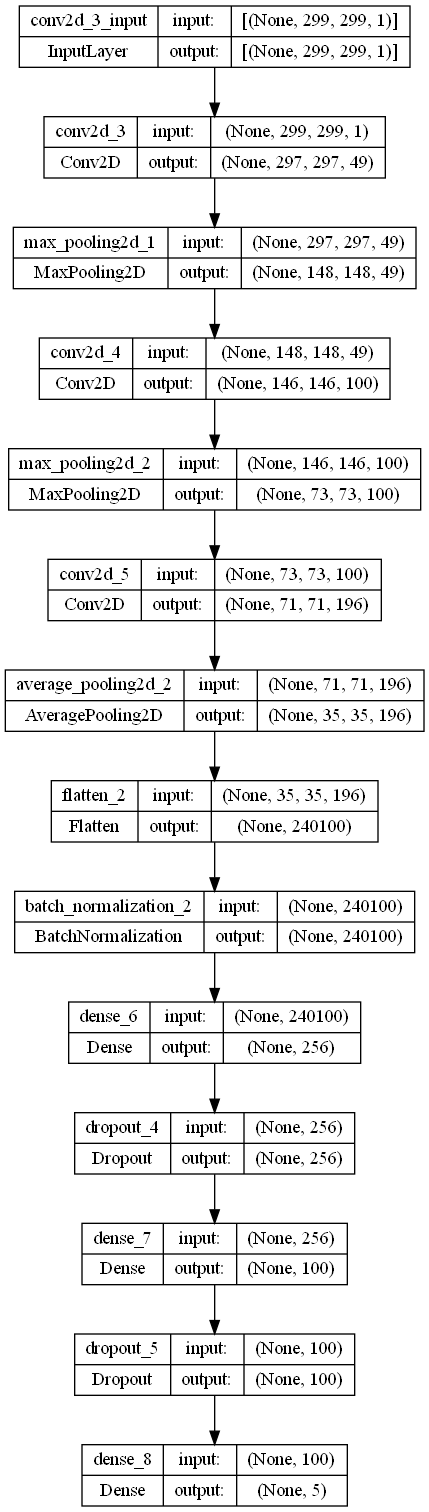 conv2d_3_input input: [(None, 299, 299, 1)]
InputLayer output: [(None, 299, 299, 1)]
conv2d_3 input: (None, 299, 299, 1)
Conv2D output: (None, 297, 297, 49)
max_pooling2d_1 input: (None, 297, 297, 49)
MaxPooling2D output: (None, 148, 148, 49)
conv2d_4 input: (None, 148, 148, 49)
Conv2D output: (None, 146, 146, 100)
max_pooling2d_2 input: (None, 146, 146, 100)
MaxPooling2D output: (None, 73, 73, 100)
conv2d_5 input: (None, 73, 73, 100)
Conv2D output: (None, 71, 71, 196)
average_pooling2d_2 input: (None, 71, 71, 196)
AveragePooling2D output: (None, 35, 35, 196)
flatten_2 input: (None, 35, 35, 196)
Flatten output: (None, 240100)
batch_normalization_2 input: (None, 240100)
BatchNormalization output: (None, 240100)
dense_6 input: (None, 240100)
Dense output: (None, 256)
dropout_4 input: (None, 256)
Dropout output: (None, 256)
dense_7 input: (None, 256)
Dense output: (None, 100)
dropout_5 input: (None, 100)
Dropout output: (None, 100)
dense_8 input: (None, 100)
Dense output: (None, 5)